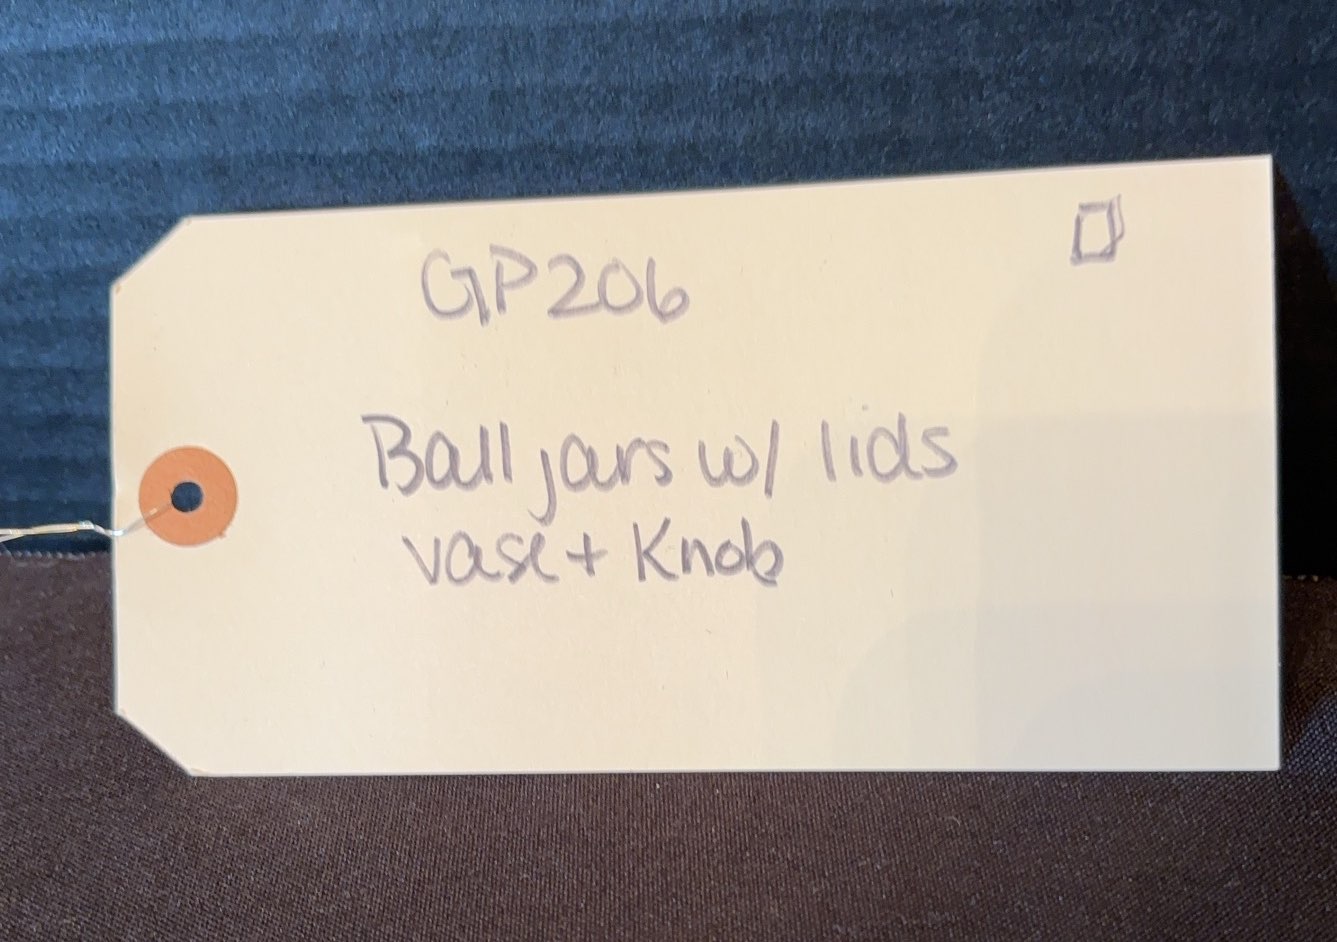 GP206
Ball jars w/ lids
vase + Knob